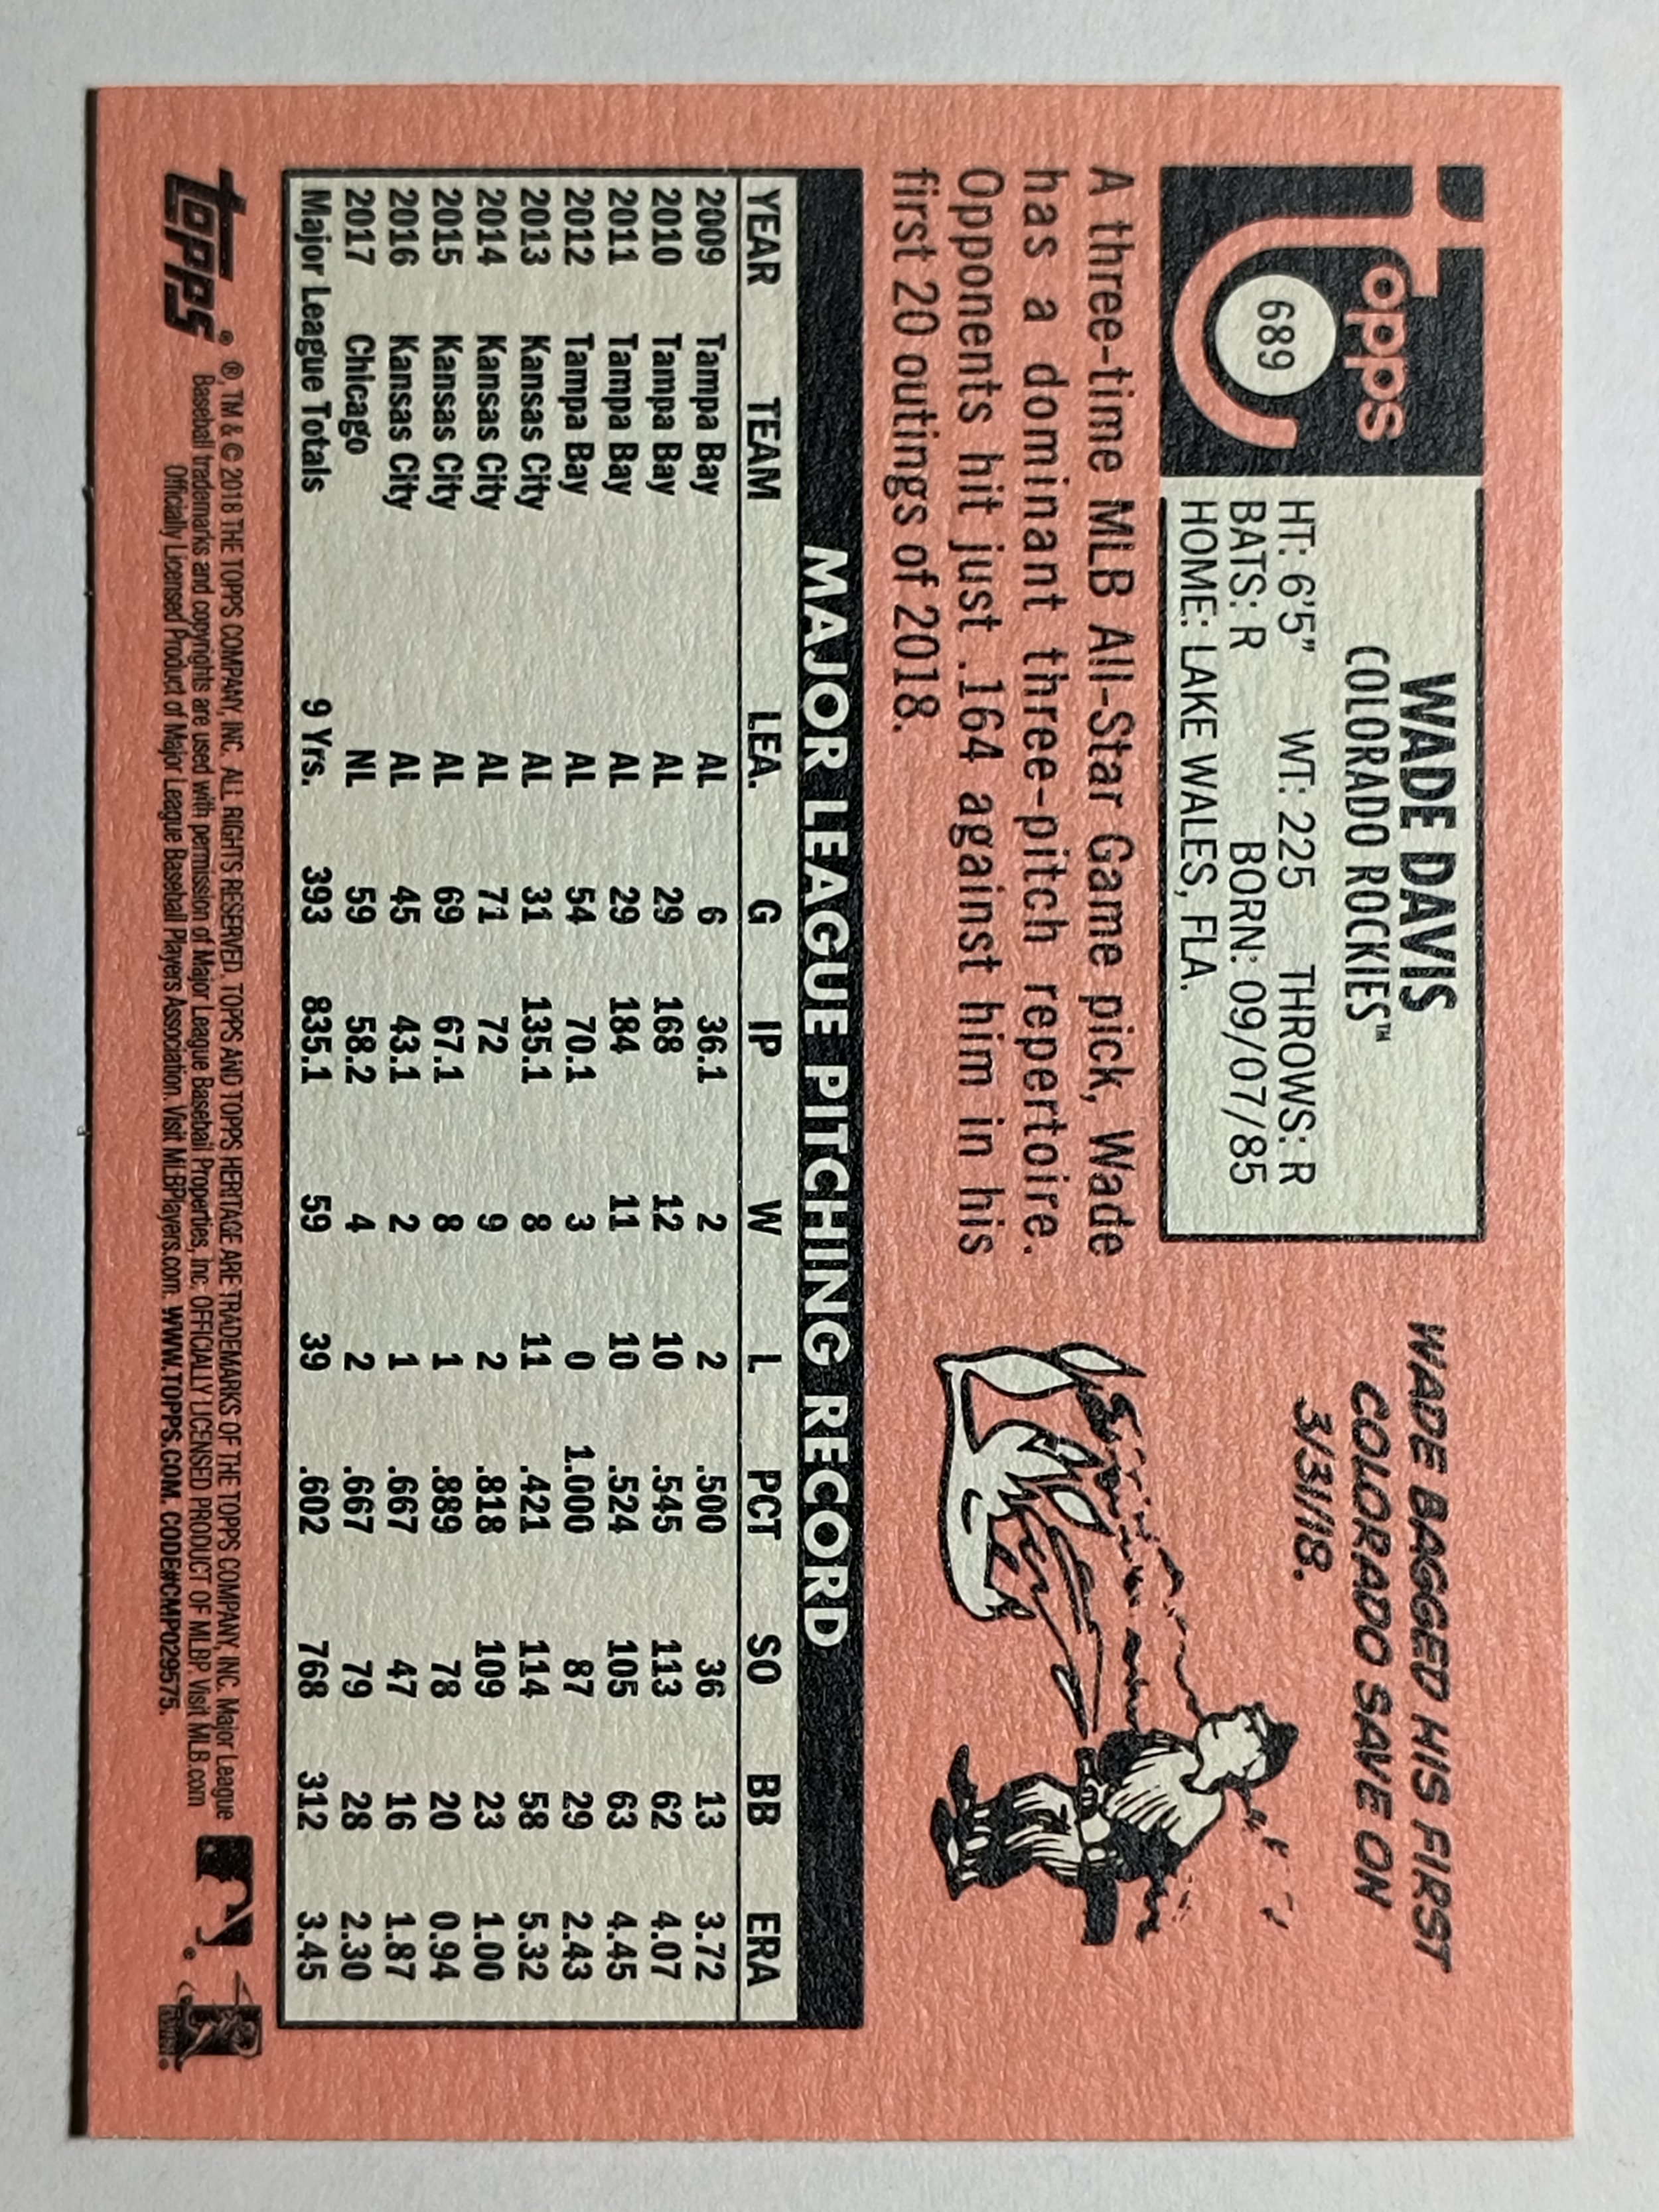 Topps
689
WADE DAVIS
COLORADO ROCKIES™
HT: 6'5" WT: 225 THROWS: R
BATS: R BORN: 09/07/85
HOME: LAKE WALES, FLA.
A three-time MLB All-Star Game pick, Wade
has a dominant three-pitch repertoire.
Opponents hit just .164 against him in his
first 20 outings of 2018.
WADE BAGGED HIS FIRST
COLORADO SAVE ON
3/31/18.
MAJOR LEAGUE PITCHING RECORD
YEAR TEAM LEA. G IP W L PCT SO BB ERA
2009 Tampa Bay AL 6 36.1 2 2 .500 36 13 3.72
2010 Tampa Bay AL 29 168 12 10 .545 113 62 4.07
2011 Tampa Bay AL 29 184 11 10 .524 105 63 4.45
2012 Tampa Bay AL 54 70.1 3 0 1.000 87 29 2.43
2013 Kansas City AL 31 135.1 8 11 .421 114 58 5.32
2014 Kansas City AL 71 72 9 2 .818 109 23 1.00
2015 Kansas City AL 69 67.1 8 1 .889 78 20 0.94
2016 Kansas City AL 45 43.1 2 1 .667 47 16 1.87
2017 Chicago NL 59 58.2 4 2 .667 79 28 2.30
Major League Totals 9 Yrs. 393 835.1 59 39 .602 768 312 3.45
topps®
®, TM & © 2018 THE TOPPS COMPANY, INC. ALL RIGHTS RESERVED. TOPPS AND TOPPS HERITAGE ARE TRADEMARKS OF THE TOPPS COMPANY, INC. Major League
Baseball trademarks and copyrights are used with permission of Major League Baseball Properties, Inc. OFFICIALLY LICENSED PRODUCT OF MLBP. Visit MLB.com
Officially Licensed Product of Major League Baseball Players Association. Visit MLBPlayers.com. WWW.TOPPS.COM. CODE#CMP029575.